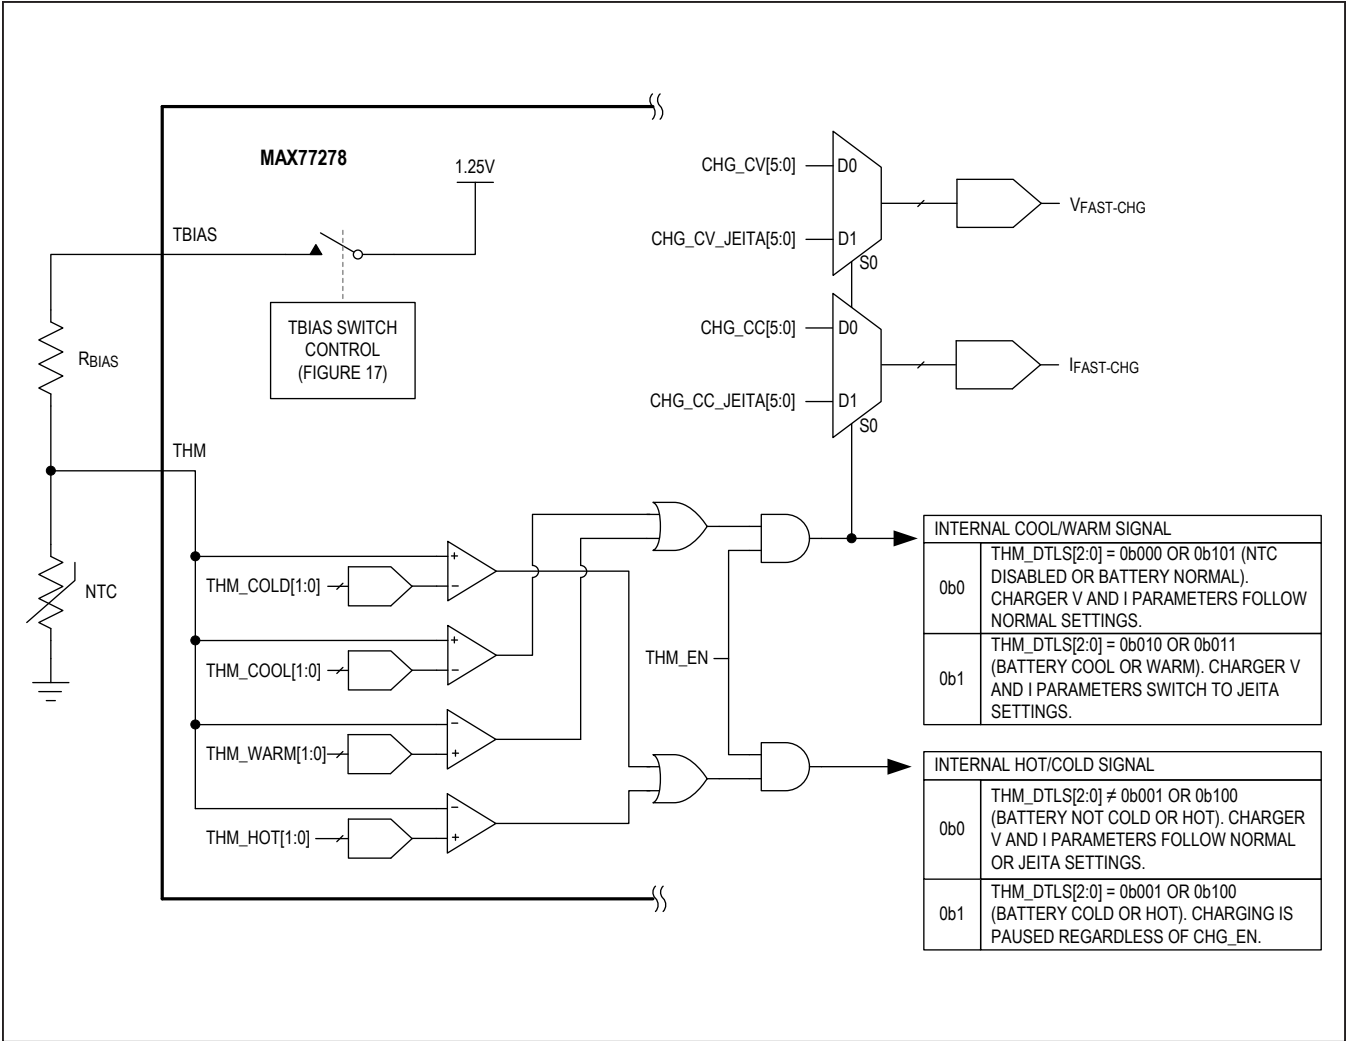 MAX77278
1.25V
TBIAS
TBIAS SWITCH
CONTROL
(FIGURE 17)
RBIAS
THM
NTC
CHG_CV[5:0]
D0
CHG_CV_JEITA[5:0]
D1
S0
VFAST-CHG
CHG_CC[5:0]
D0
CHG_CC_JEITA[5:0]
D1
S0
IFAST-CHG
THM_COLD[1:0]
+
−
THM_COOL[1:0]
+
−
THM_WARM[1:0]
−
+
THM_HOT[1:0]
−
+
THM_EN
INTERNAL COOL/WARM SIGNAL
0b0
THM_DTLS[2:0] = 0b000 OR 0b101 (NTC
DISABLED OR BATTERY NORMAL).
CHARGER V AND I PARAMETERS FOLLOW
NORMAL SETTINGS.
0b1
THM_DTLS[2:0] = 0b010 OR 0b011
(BATTERY COOL OR WARM). CHARGER V
AND I PARAMETERS SWITCH TO JEITA
SETTINGS.
INTERNAL HOT/COLD SIGNAL
0b0
THM_DTLS[2:0] ≠ 0b001 OR 0b100
(BATTERY NOT COLD OR HOT). CHARGER
V AND I PARAMETERS FOLLOW NORMAL
OR JEITA SETTINGS.
0b1
THM_DTLS[2:0] = 0b001 OR 0b100
(BATTERY COLD OR HOT). CHARGING IS
PAUSED REGARDLESS OF CHG_EN.